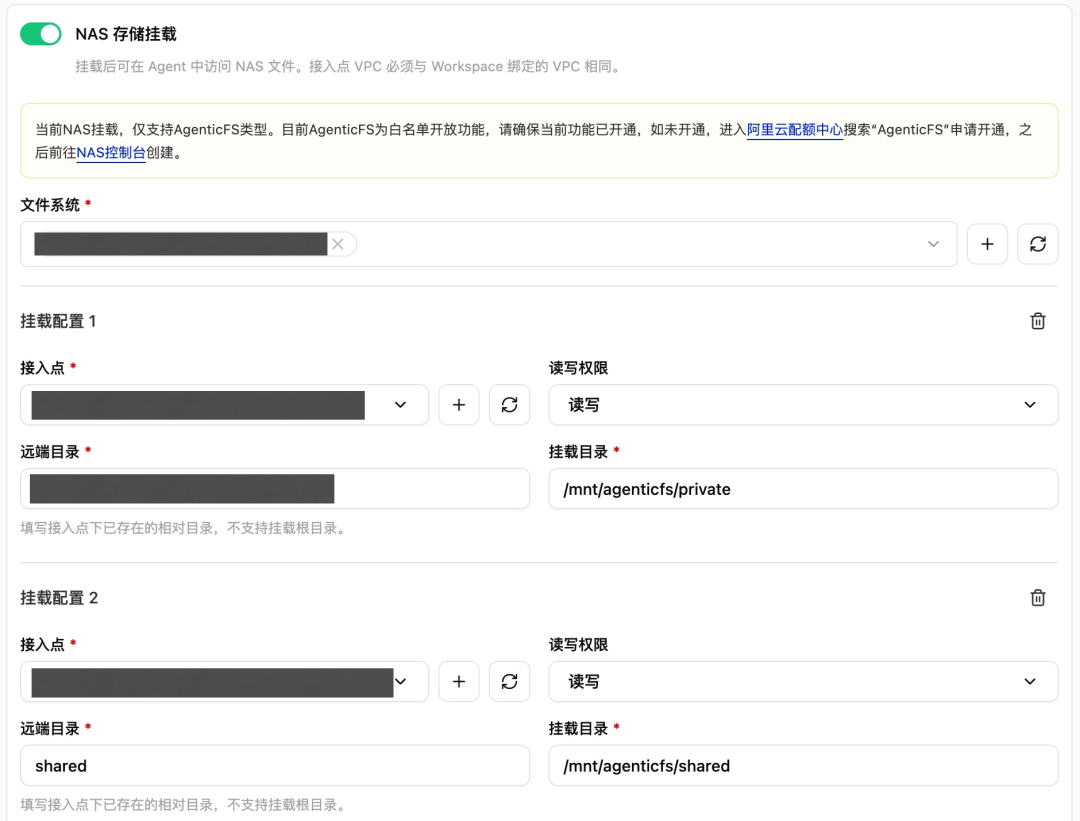 NAS 存储挂载
挂载后可在 Agent 中访问 NAS 文件。接入点 VPC 必须与 Workspace 绑定的 VPC 相同。
当前NAS挂载，仅支持AgenticFS类型。目前AgenticFS为白名单开放功能，请确保当前功能已开通，如未开通，进入阿里云配额中心搜索“AgenticFS”申请开通，之
后前往NAS控制台创建。
文件系统 *
挂载配置 1
接入点 *
读写权限
读写
远端目录 *
挂载目录 *
/mnt/agenticfs/private
填写接入点下已存在的相对目录，不支持挂载根目录。
挂载配置 2
接入点 *
读写权限
读写
远端目录 *
挂载目录 *
shared
/mnt/agenticfs/shared
填写接入点下已存在的相对目录，不支持挂载根目录。